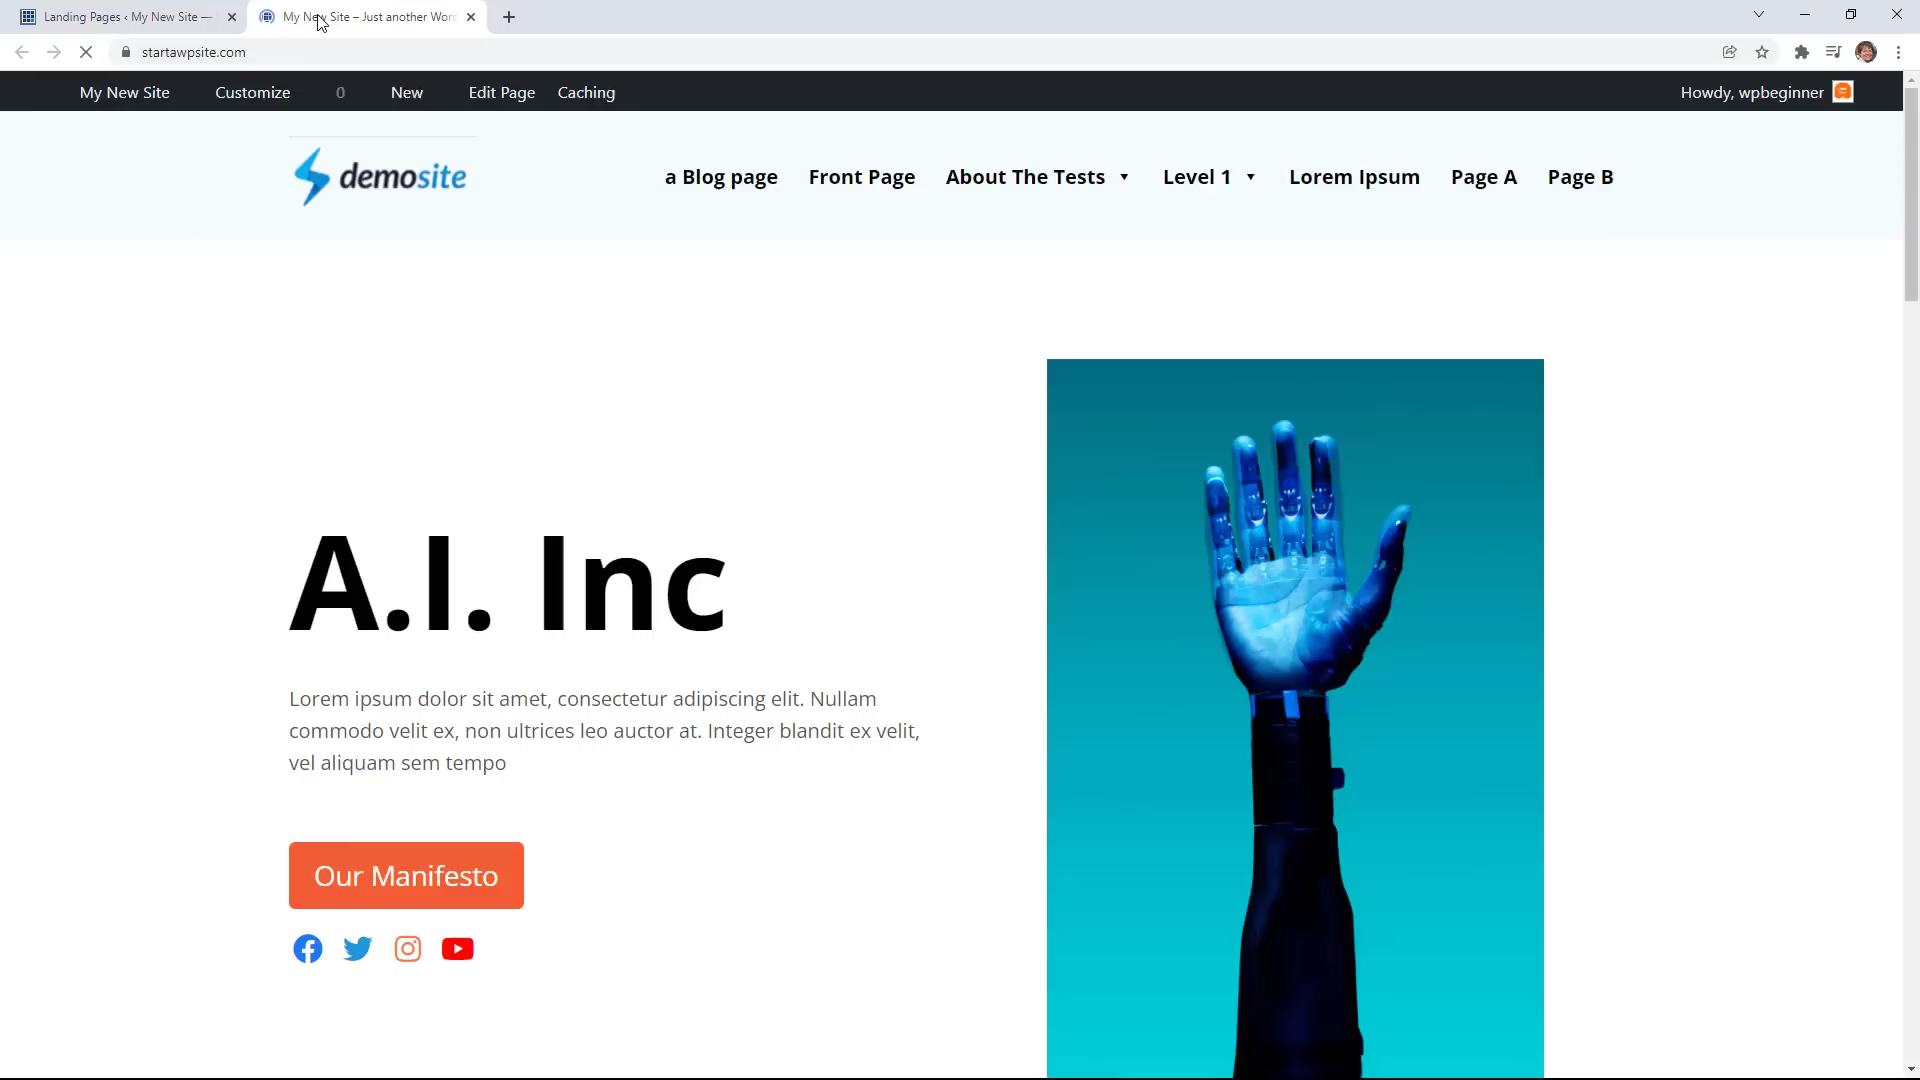 Landing Pages ‹ My New Site —
My New Site – Just another Word
startawpsite.com
My New Site
Customize
0
New
Edit Page
Caching
Howdy, wpbeginner
demosite
a Blog page
Front Page
About The Tests
Level 1
Lorem Ipsum
Page A
Page B
A.I. Inc
Lorem ipsum dolor sit amet, consectetur adipiscing elit. Nullam
commodo velit ex, non ultrices leo auctor at. Integer blandit ex velit,
vel aliquam sem tempo
Our Manifesto